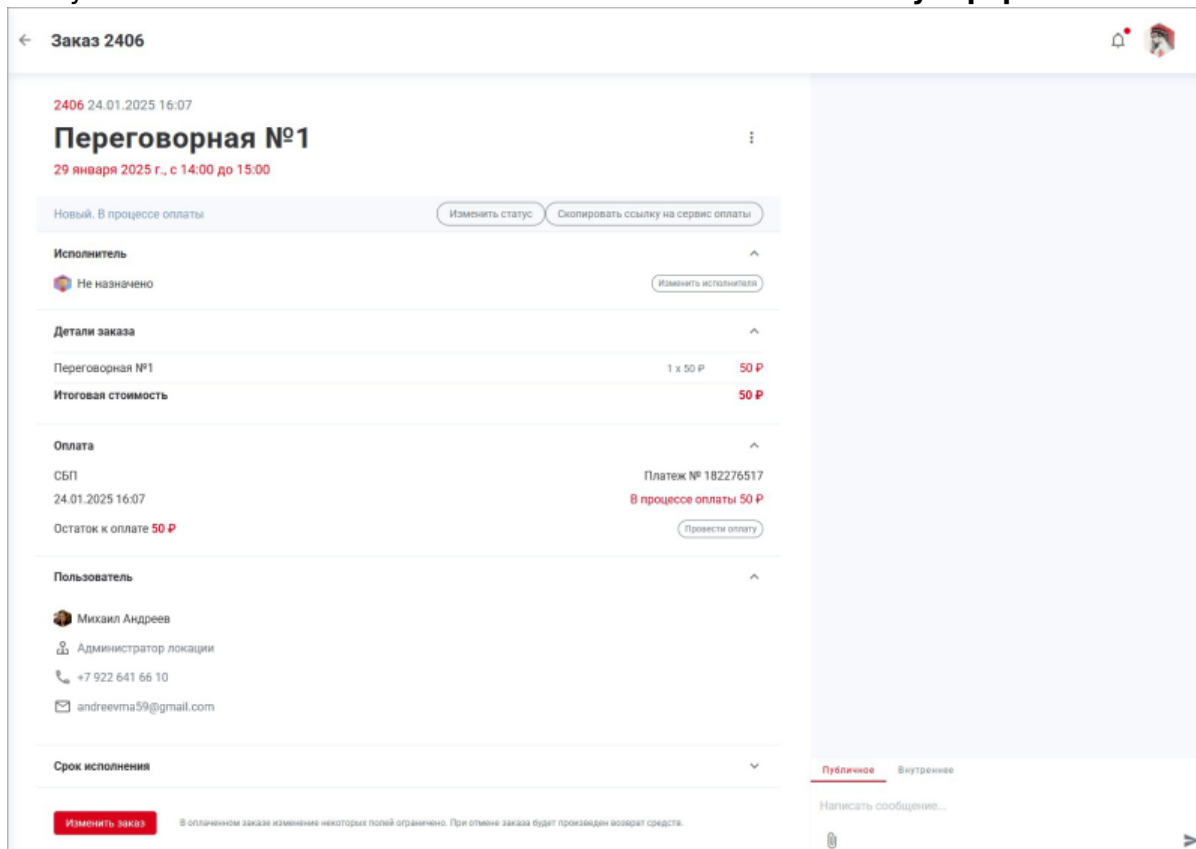 Заказ 2406
2406 24.01.2025 16:07
Переговорная №1
29 января 2025 г., с 14:00 до 15:00
Новый. В процессе оплаты Изменить статус Скопировать ссылку на сервис оплаты
Исполнитель
Не назначено Изменить исполнителя
Детали заказа
Переговорная №1 1 x 50 ₽ 50 ₽
Итоговая стоимость 50 ₽
Оплата
СБП Платеж № 182276517
24.01.2025 16:07 В процессе оплаты 50 ₽
Остаток к оплате 50 ₽ Провести оплату
Пользователь
Михаил Андреев
Администратор локации
+7 922 641 66 10
andreevma59@gmail.com
Срок исполнения
Публичное Внутреннее
Написать сообщение...
Изменить заказ В оплаченном заказе изменение некоторых полей ограничено. При отмене заказа будет произведен возврат средств.